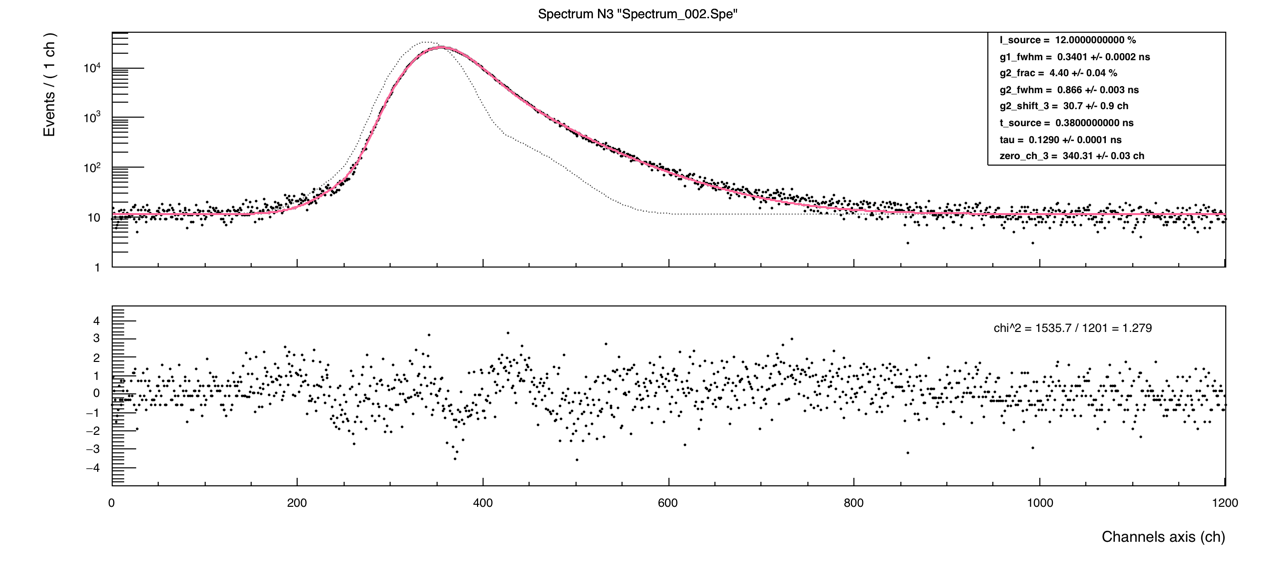 Spectrum N3 "Spectrum_002.Spe"
Events / ( 1 ch )
10⁴
10³
10²
10
1
I_source = 12.0000000000 %
g1_fwhm = 0.3401 +/- 0.0002 ns
g2_frac = 4.40 +/- 0.04 %
g2_fwhm = 0.866 +/- 0.003 ns
g2_shift_3 = 30.7 +/- 0.9 ch
t_source = 0.3800000000 ns
tau = 0.1290 +/- 0.0001 ns
zero_ch_3 = 340.31 +/- 0.03 ch
chi^2 = 1535.7 / 1201 = 1.279
4
3
2
1
0
−1
−2
−3
−4
0 200 400 600 800 1000 1200
Channels axis (ch)